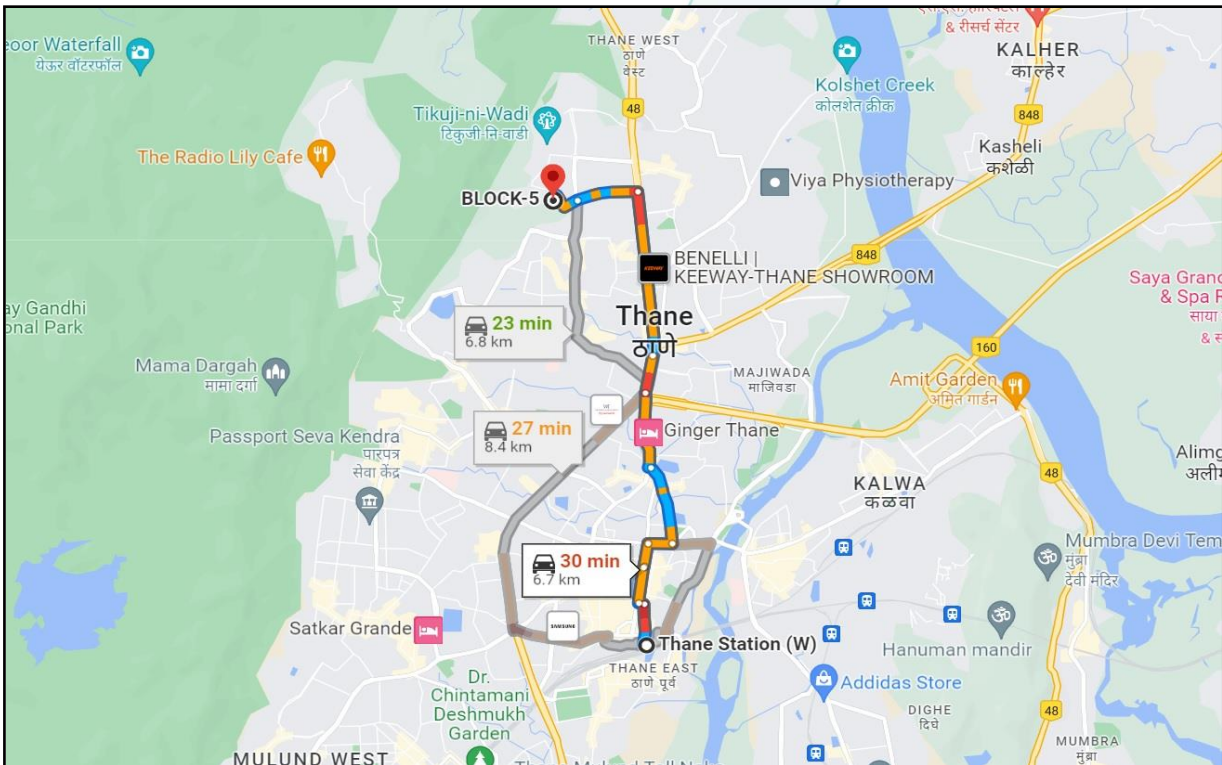 eoor Waterfall
येऊर वॉटरफॉल
THANE WEST
ठाणे
वेस्ट
& रीसर्च सेंटर
KALHER
काल्हेर
Kolshet Creek
कोलशेत क्रीक
48
848
Tikuji-ni-Wadi
टिकुजी नि वाडी
The Radio Lily Cafe
Kasheli
कशेळी
Viya Physiotherapy
BLOCK-5
BENELLI |
KEEWAY-THANE SHOWROOM
848
ay Gandhi
onal Park
Saya Grand
& Spa R
साया
& स
23 min
6.8 km
Thane
ठाणे
160
Mama Dargah
मामा दर्गा
MAJIWADA
माजिवडा
Amit Garden
अमित गार्डन
27 min
8.4 km
Ginger Thane
Passport Seva Kendra
पारपत्र
सेवा केंद्र
KALWA
कळवा
48
Alimg
अलीम
30 min
6.7 km
Mumbra Devi Tem
मुंब्रा
देवी मंदिर
SAMSUNG
Satkar Grande
Thane Station (W)
Hanuman mandir
THANE EAST
ठाणे पूर्व
Dr.
Chintamani
Deshmukh
Garden
Addidas Store
DIGHE
दिघे
48
MULUND WEST
MUMBRA
मुंब्रा